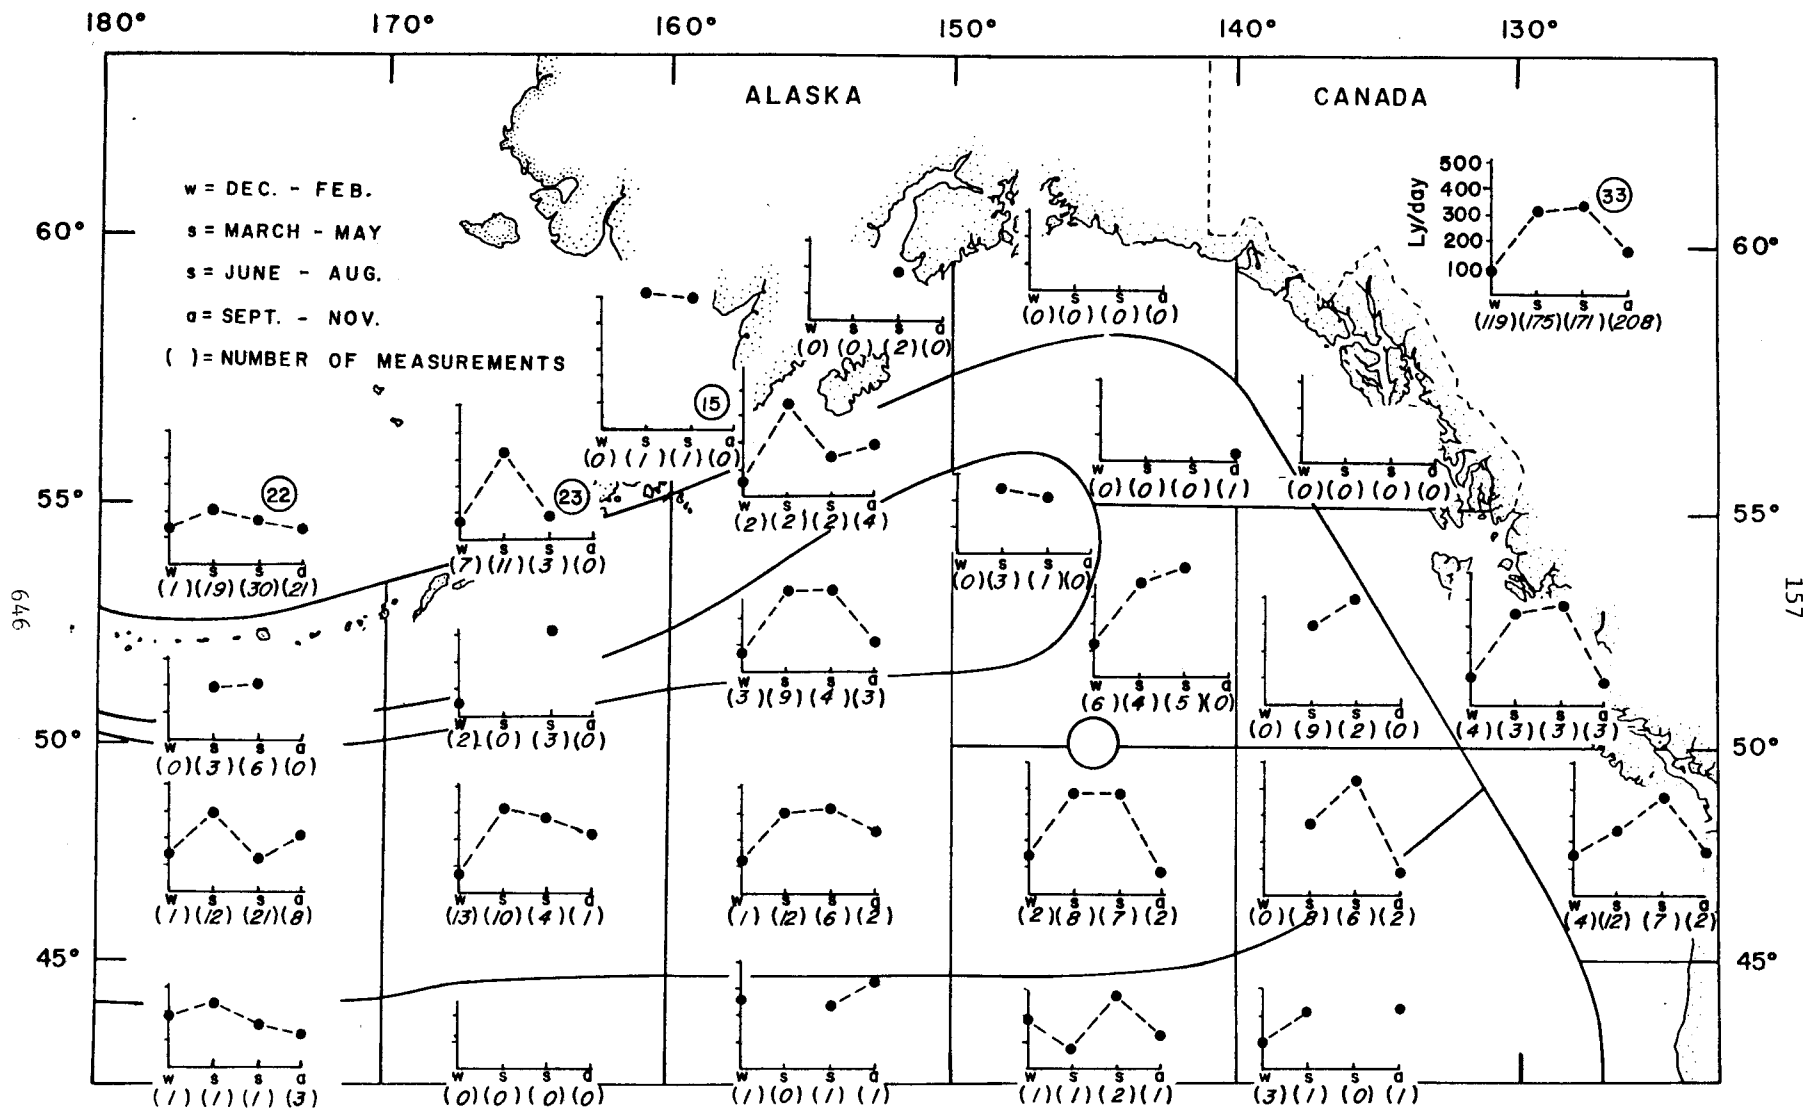 180° 170° 160° 150° 140° 130°
ALASKA CANADA
w = DEC. - FEB.
s = MARCH - MAY
s = JUNE - AUG.
a = SEPT. - NOV.
( ) = NUMBER OF MEASUREMENTS
60° 60°
55° 55°
50° 50°
45° 45°
646
157
Ly/day
500
400
300
200
100
33
w s s a
(119)(175)(171)(208)
w s s a
(0)(0)(2)(0)
w s s a
(0)(0)(0)(0)
15
w s s a
(0)(1)(1)(0)
22
w s s a
(1)(19)(30)(21)
23
w s s a
(7)(11)(3)(0)
w s s a
(2)(2)(2)(4)
w s s a
(0)(0)(0)(1)
w s s a
(0)(0)(0)(0)
w s s a
(0)(3)(1)(0)
w s s a
(0)(3)(6)(0)
w s s a
(2)(0)(3)(0)
w s s a
(3)(9)(4)(3)
w s s a
(6)(4)(5)(0)
w s s a
(0)(9)(2)(0)
w s s a
(4)(3)(3)(3)
w s s a
(1)(12)(21)(8)
w s s a
(13)(10)(4)(1)
w s s a
(1)(12)(6)(2)
w s s a
(2)(8)(7)(2)
w s s a
(0)(8)(6)(2)
w s s a
(4)(12)(7)(2)
w s s a
(1)(1)(1)(3)
w s s a
(0)(0)(0)(0)
w s s a
(1)(0)(1)(1)
w s s a
(1)(1)(2)(1)
w s s a
(3)(1)(0)(1)